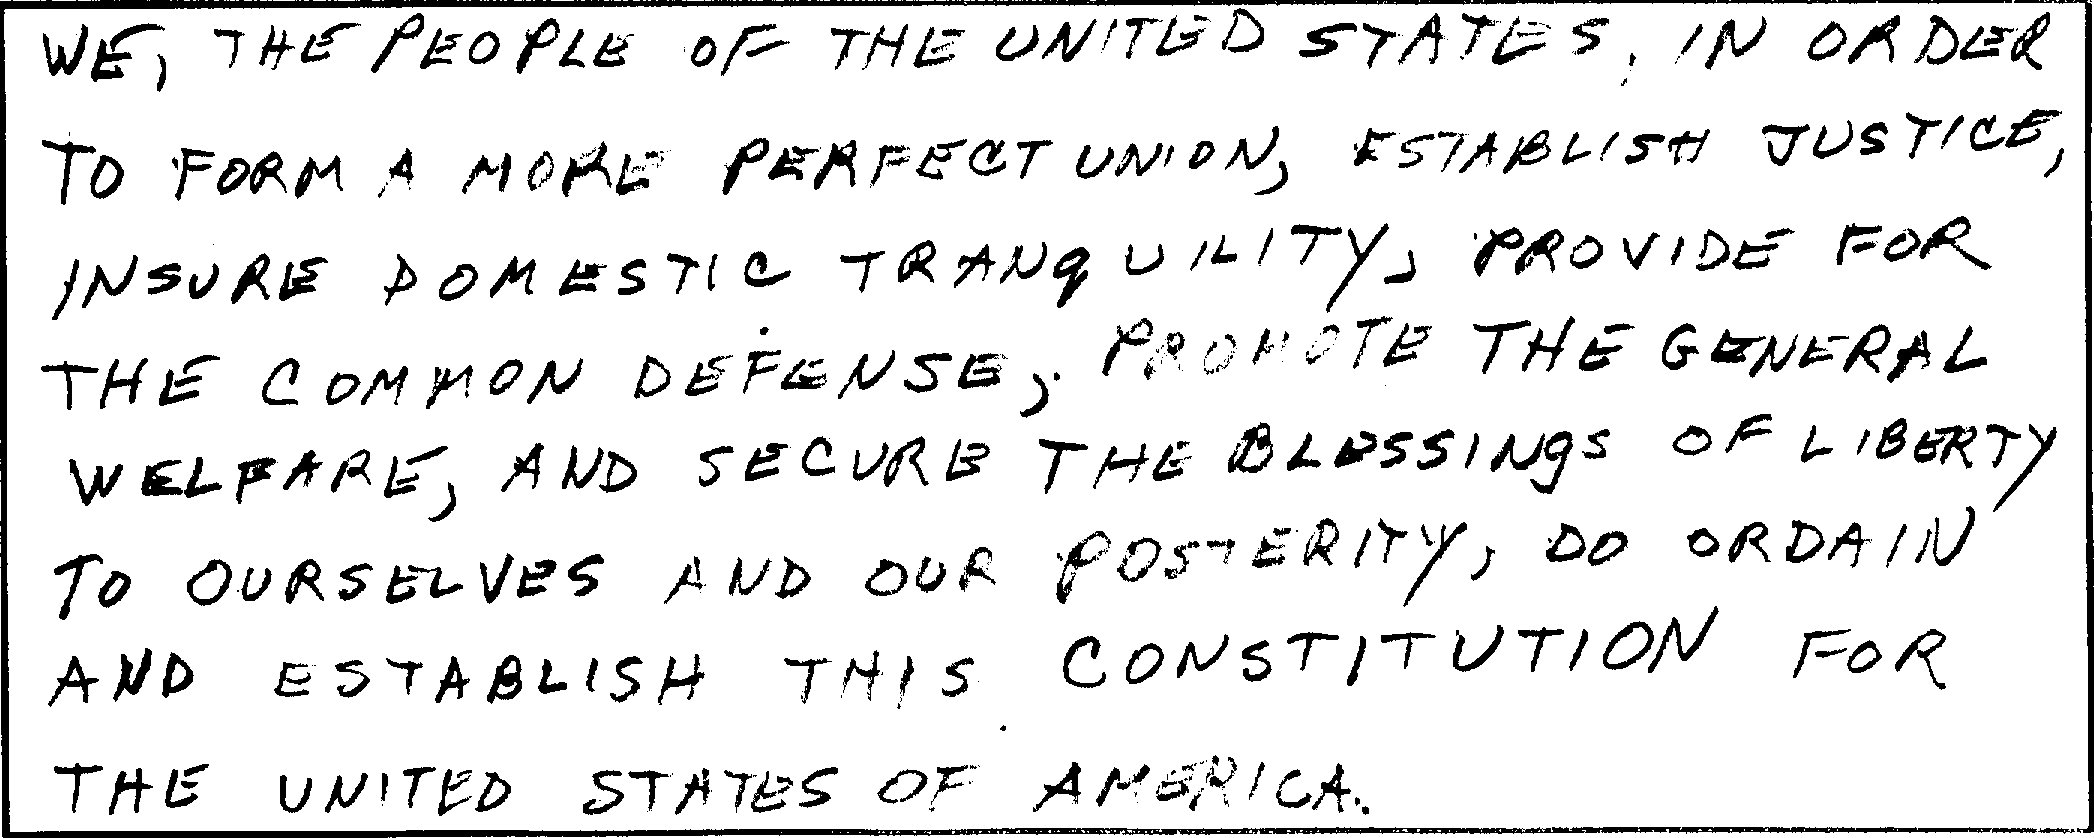 WE, THE PEOPLE OF THE UNITED STATES, IN ORDER
TO FORM A MORE PERFECT UNION, ESTABLISH JUSTICE,
INSURE DOMESTIC TRANqUILITY, PROVIDE FOR
THE COMMON DEFENSE, PROMOTE THE GENERAL
WELFARE, AND SECURE THE BLESSINgS OF LIBERTY
TO OURSELVES AND OUR POSTERITY, DO ORDAIN
AND ESTABLISH THIS CONSTITUTION FOR
THE UNITED STATES OF AMERICA.